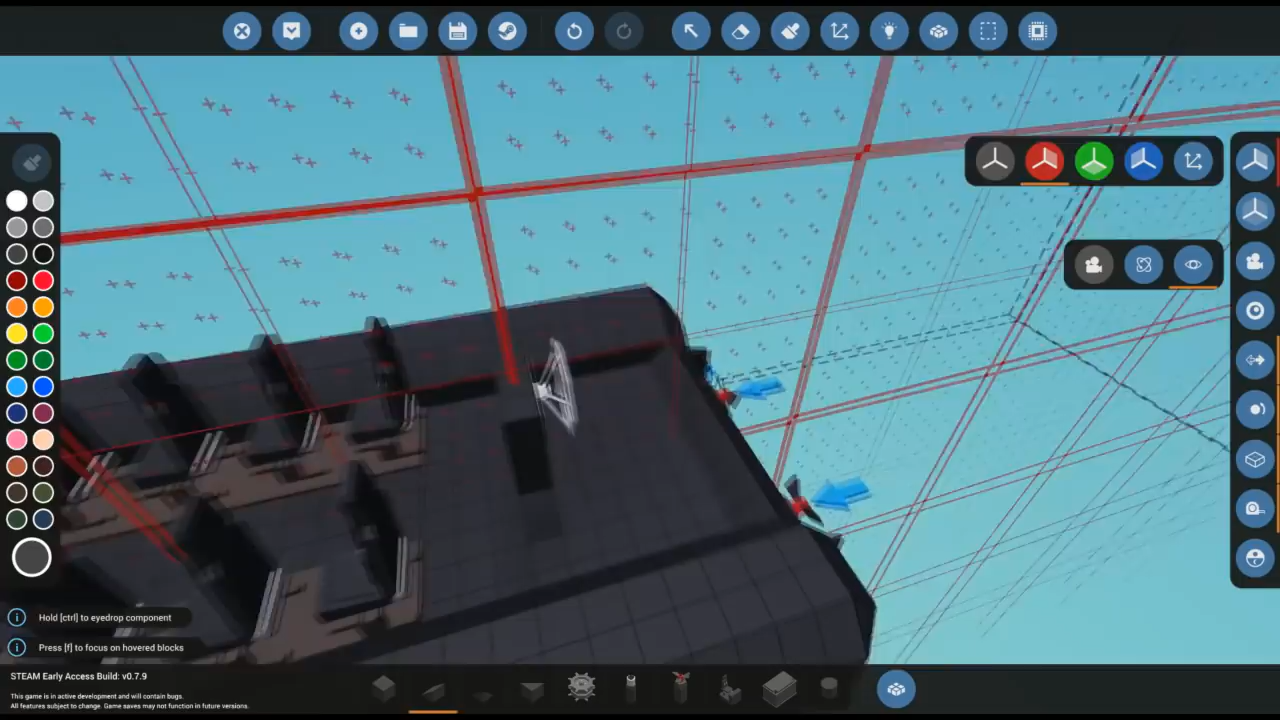 Hold [ctrl] to eyedrop component
Press [f] to focus on hovered blocks
STEAM Early Access Build: v0.7.9
This game is in active development and will contain bugs.
All features subject to change. Game saves may not function in future versions.